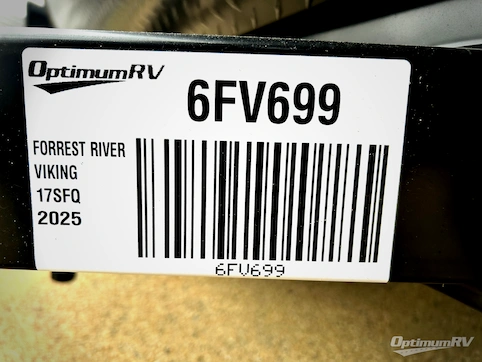 OptimumRV
6FV699
FORREST RIVER
VIKING
17SFQ
2025
6FV699
OptimumRV